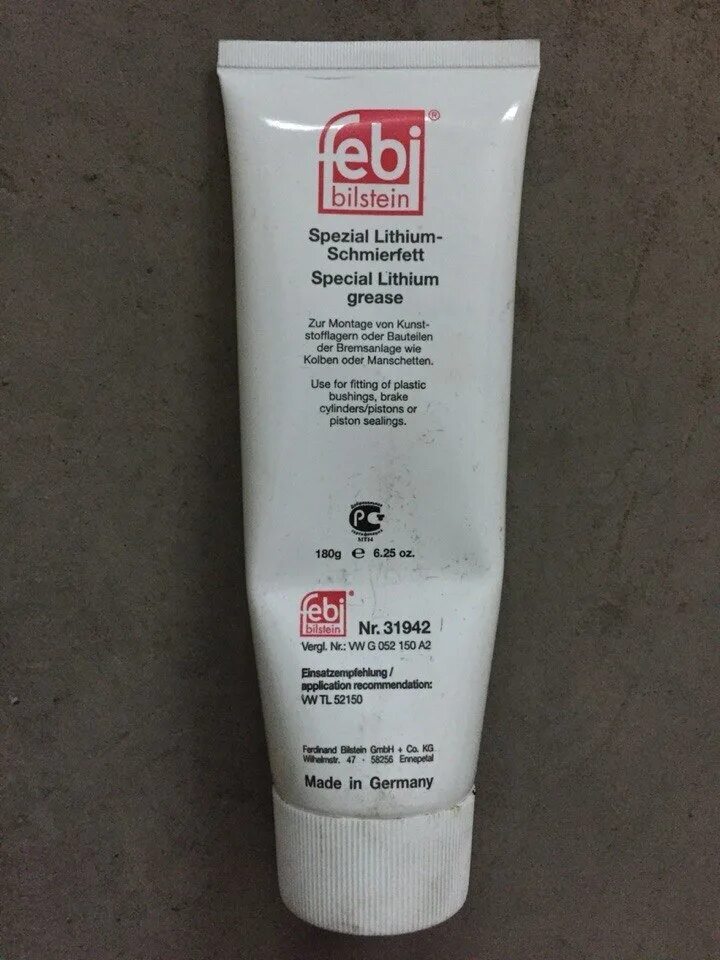 febi®
bilstein
Spezial Lithium-
Schmierfett
Special Lithium
grease
Zur Montage von Kunst-
stofflagern oder Bauteilen
der Bremsanlage wie
Kolben oder Manschetten.
Use for fitting of plastic
bushings, brake
cylinders/pistons or
piston sealings.
РС
МТ14
180g ℮ 6.25 oz.
febi
bilstein
Nr. 31942
Vergl. Nr.: VW G 052 150 A2
Einsatzempfehlung /
application recommendation:
VW TL 52150
Ferdinand Bilstein GmbH + Co. KG
Wilhelmstr. 47 · 58256 Ennepetal
Made in Germany